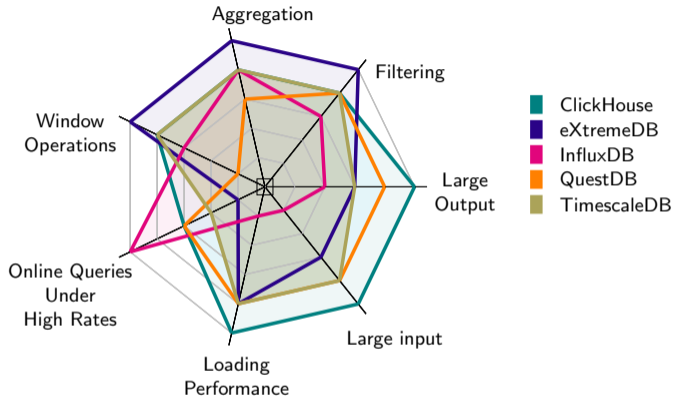 Aggregation
Filtering
Window
Operations
Large
Output
Online Queries
Under
High Rates
Large input
Loading
Performance
ClickHouse
eXtremeDB
InfluxDB
QuestDB
TimescaleDB